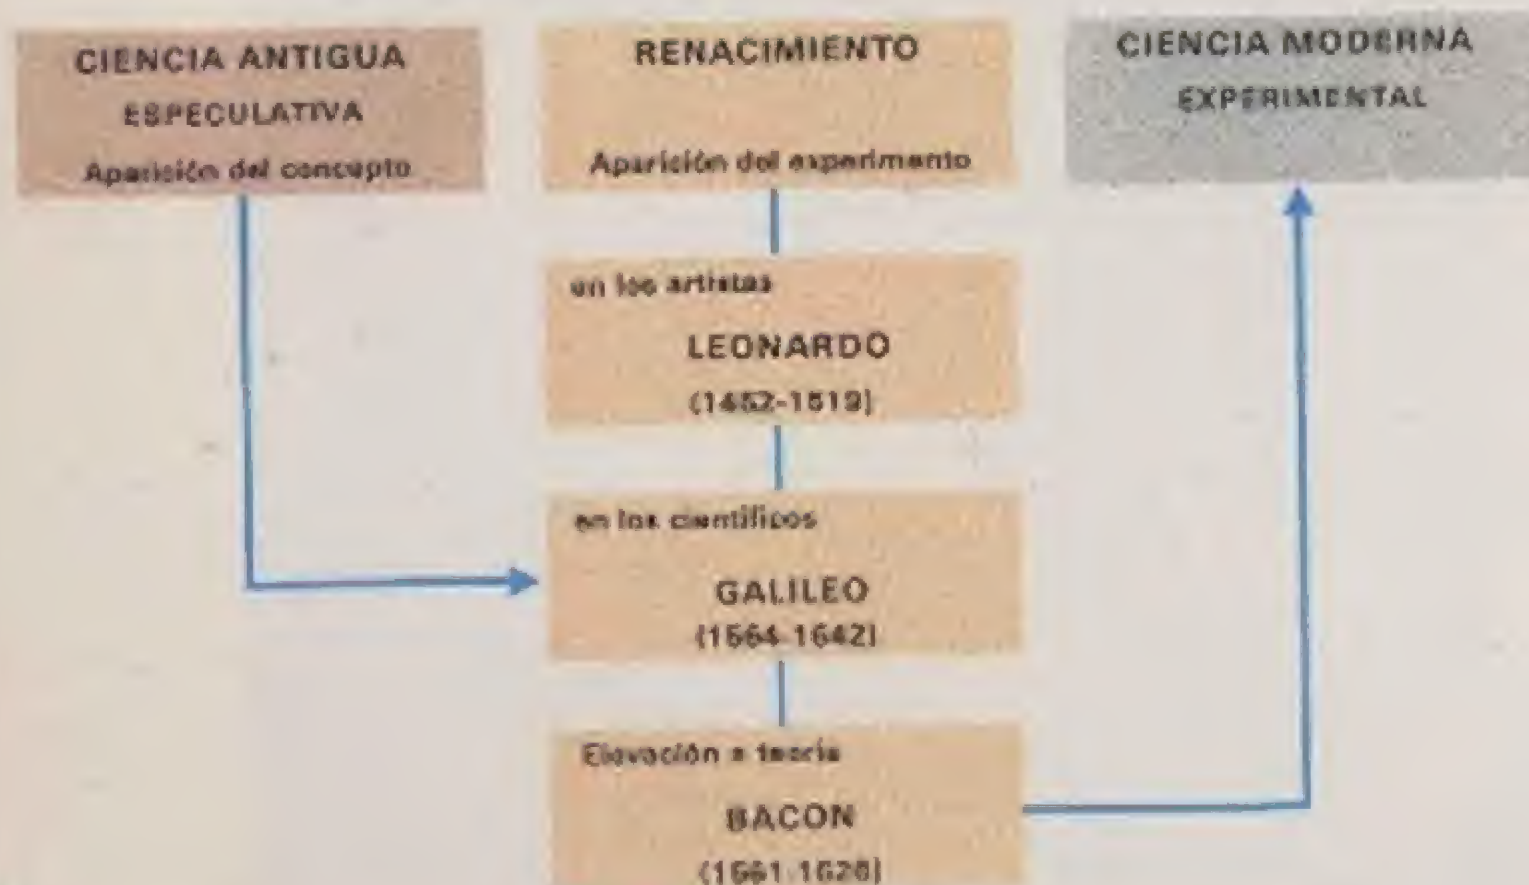 CIENCIA ANTIGUA
ESPECULATIVA
Aparición del concepto
RENACIMIENTO
Aparición del experimento
CIENCIA MODERNA
EXPERIMENTAL
en los artistas
LEONARDO
(1452-1519)
en los científicos
GALILEO
(1564-1642)
Elevación a teoría
BACON
(1561-1626)